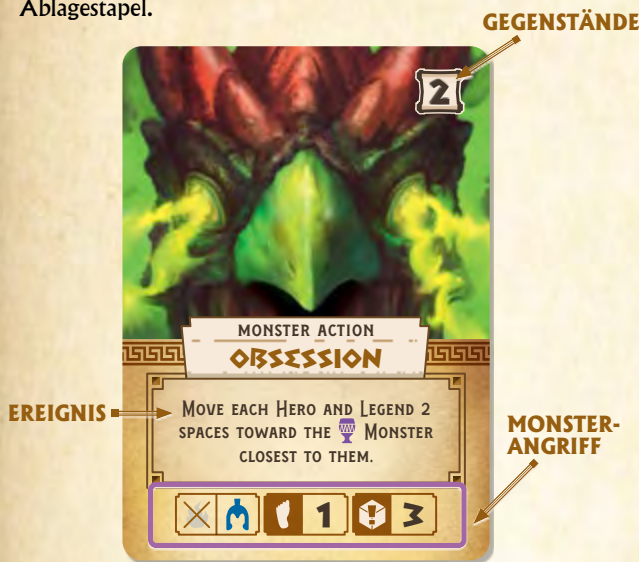 Ablagestapel.
GEGENSTÄNDE
2
MONSTER ACTION
OBSESSION
EREIGNIS
MOVE EACH HERO AND LEGEND 2
SPACES TOWARD THE MONSTER
CLOSEST TO THEM.
MONSTER-
ANGRIFF
1 3